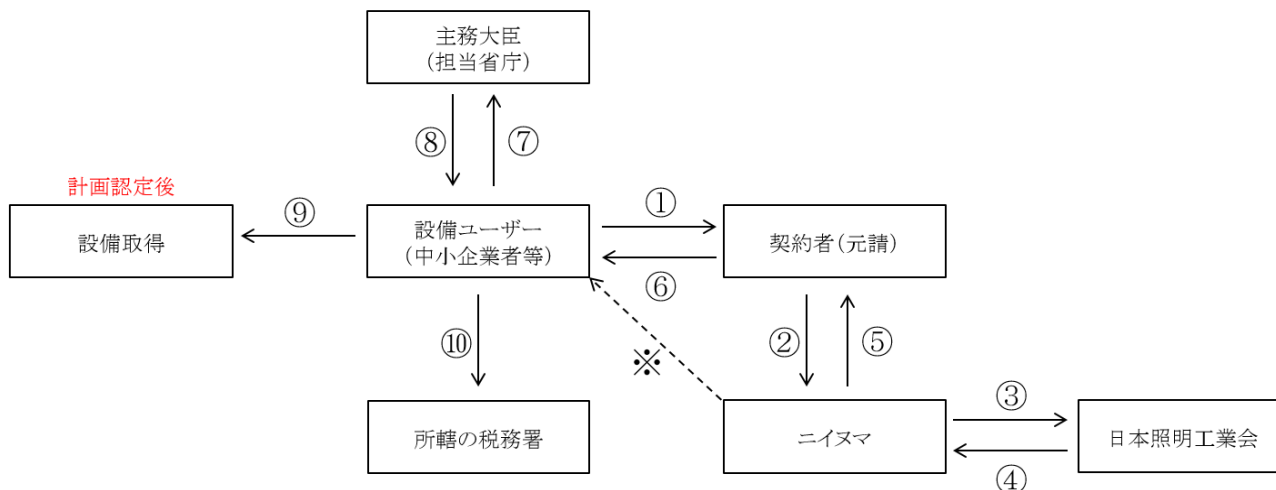 主務大臣
(担当省庁)
⑧
⑦
計画認定後
設備取得
⑨
設備ユーザー
(中小企業者等)
①
⑥
契約者(元請)
⑩
※
②
⑤
所轄の税務署
ニイヌマ
③
④
日本照明工業会